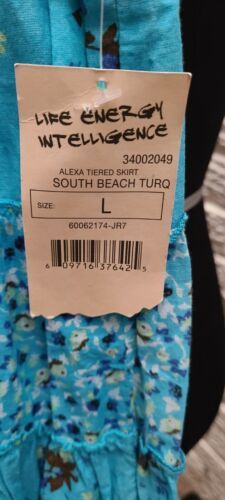 LIFE ENERGY
INTELLIGENCE
34002049
ALEXA TIERED SKIRT
SOUTH BEACH TURQ
SIZE: L
60062174-JR7
6 09716 37642 5